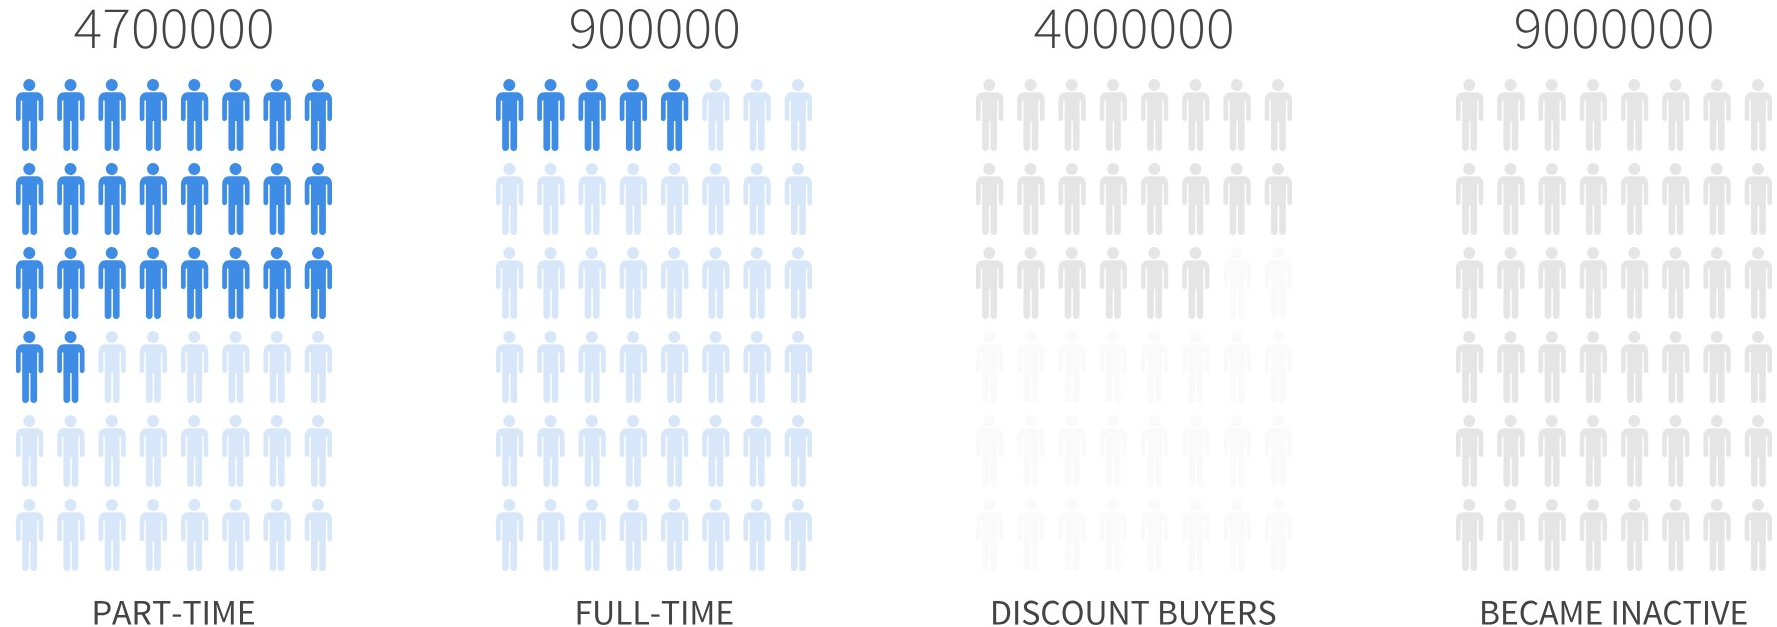 4700000
900000
4000000
9000000
PART-TIME
FULL-TIME
DISCOUNT BUYERS
BECAME INACTIVE